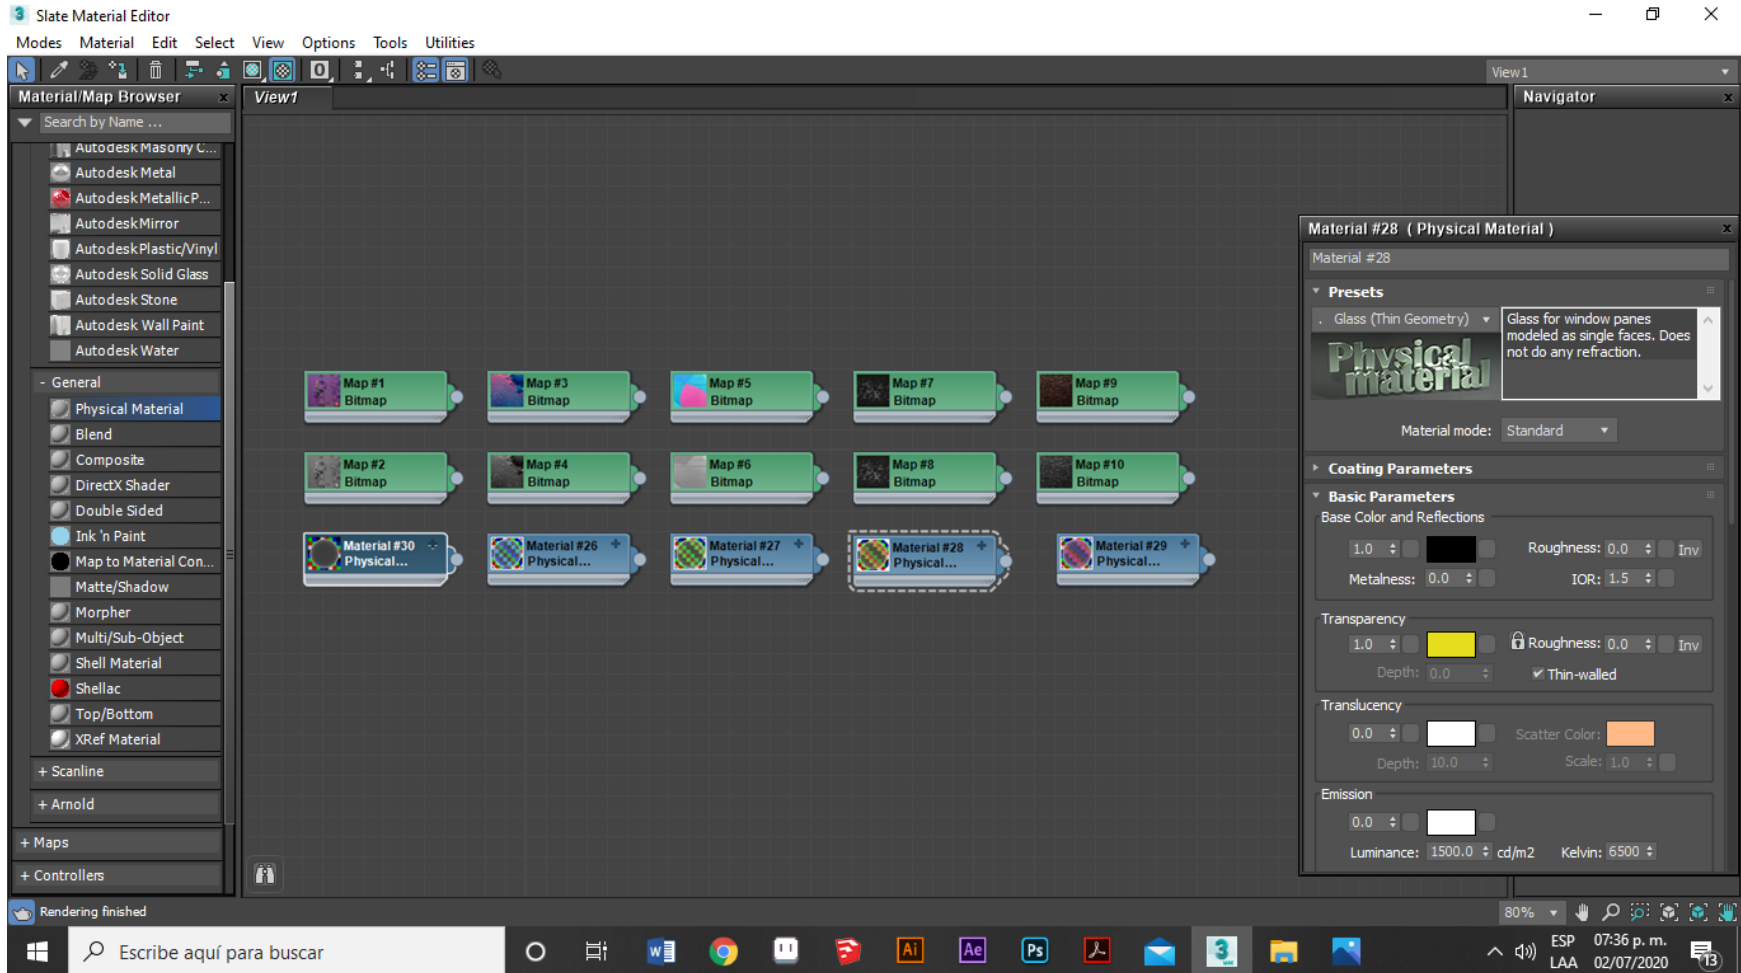 Slate Material Editor
Modes Material Edit Select View Options Tools Utilities
View1
Material/Map Browser x
View1
Navigator x
Search by Name ...
Autodesk Masonry C...
Autodesk Metal
Autodesk Metallic P...
Autodesk Mirror
Autodesk Plastic/Vinyl
Autodesk Solid Glass
Autodesk Stone
Autodesk Wall Paint
Autodesk Water
- General
Physical Material
Blend
Composite
DirectX Shader
Double Sided
Ink 'n Paint
Map to Material Con...
Matte/Shadow
Morpher
Multi/Sub-Object
Shell Material
Shellac
Top/Bottom
XRef Material
+ Scanline
+ Arnold
+ Maps
+ Controllers
Map #1
Bitmap
Map #3
Bitmap
Map #5
Bitmap
Map #7
Bitmap
Map #9
Bitmap
Map #2
Bitmap
Map #4
Bitmap
Map #6
Bitmap
Map #8
Bitmap
Map #10
Bitmap
Material #30
Physical...
Material #26
Physical...
Material #27
Physical...
Material #28
Physical...
Material #29
Physical...
Material #28 ( Physical Material ) x
Material #28
Presets
. Glass (Thin Geometry)
Glass for window panes
modeled as single faces. Does
not do any refraction.
Physical
material
Material mode: Standard
Coating Parameters
Basic Parameters
Base Color and Reflections
1.0 Roughness: 0.0 Inv
Metalness: 0.0 IOR: 1.5
Transparency
1.0 Roughness: 0.0 Inv
Depth: 0.0 Thin-walled
Translucency
0.0 Scatter Color:
Depth: 10.0 Scale: 1.0
Emission
0.0
Luminance: 1500.0 cd/m2 Kelvin: 6500
Rendering finished
80%
Escribe aquí para buscar
W
Ai
Ae
Ps
3
ESP
LAA
07:36 p. m.
02/07/2020
13